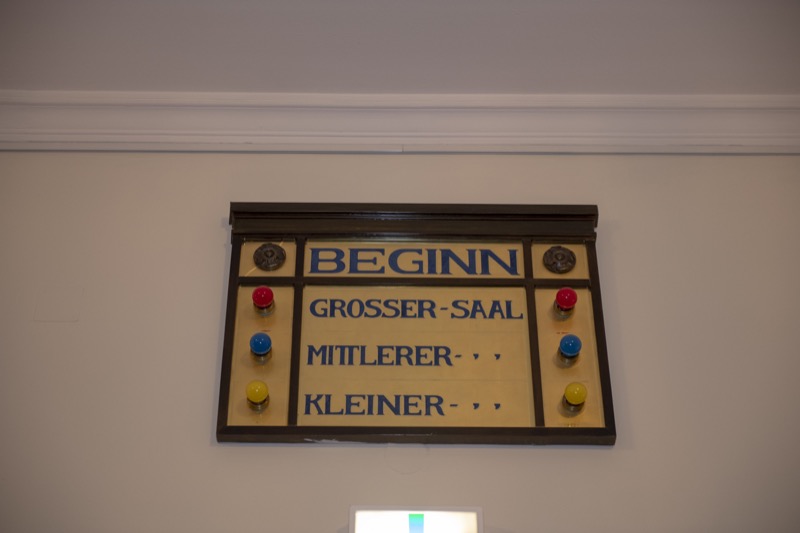 BEGINN
GROSSER-SAAL
MITTLERER- ,,
KLEINER- ,,